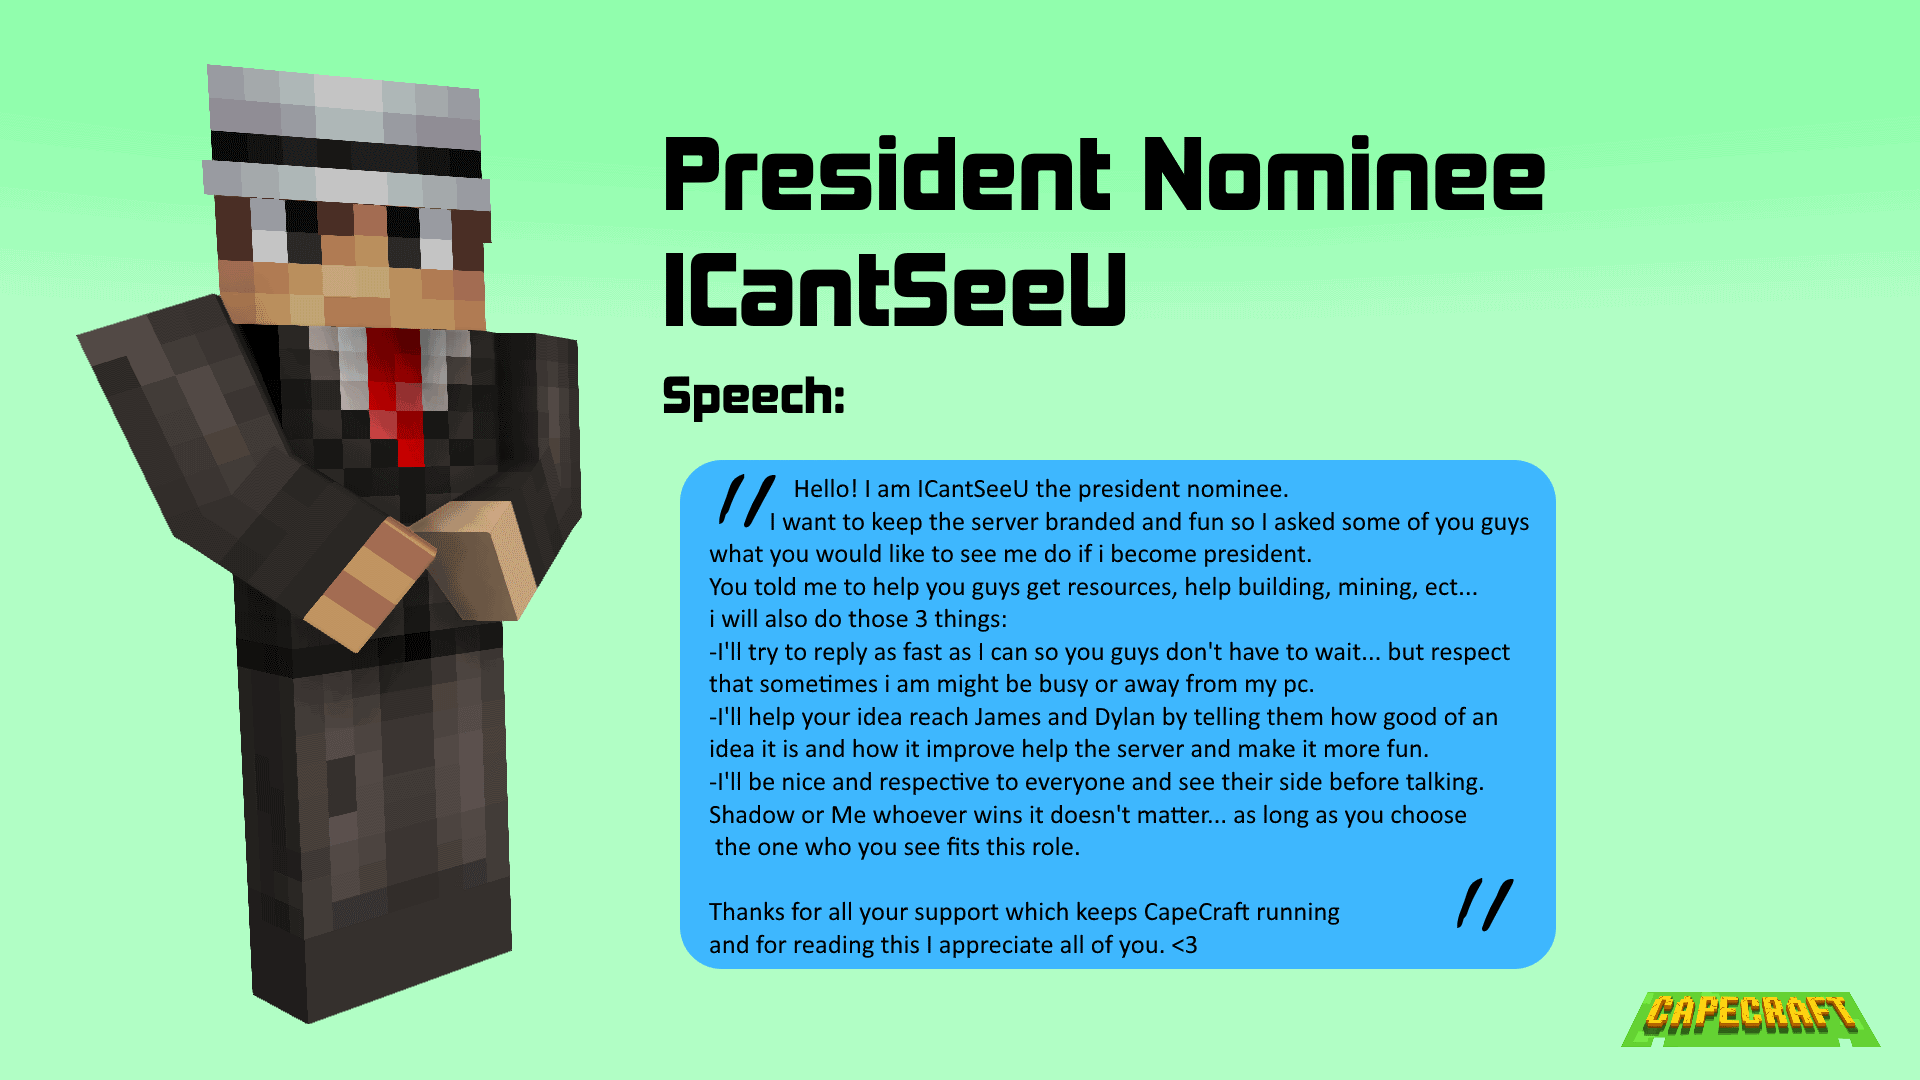 President Nominee
ICantSeeU
Speech:
" Hello! I am ICantSeeU the president nominee.
I want to keep the server branded and fun so I asked some of you guys
what you would like to see me do if i become president.
You told me to help you guys get resources, help building, mining, ect...
i will also do those 3 things:
-I'll try to reply as fast as I can so you guys don't have to wait... but respect
that sometimes i am might be busy or away from my pc.
-I'll help your idea reach James and Dylan by telling them how good of an
idea it is and how it improve help the server and make it more fun.
-I'll be nice and respective to everyone and see their side before talking.
Shadow or Me whoever wins it doesn't matter... as long as you choose
the one who you see fits this role.
Thanks for all your support which keeps CapeCraft running
and for reading this I appreciate all of you. <3 "
CAPECRAFT